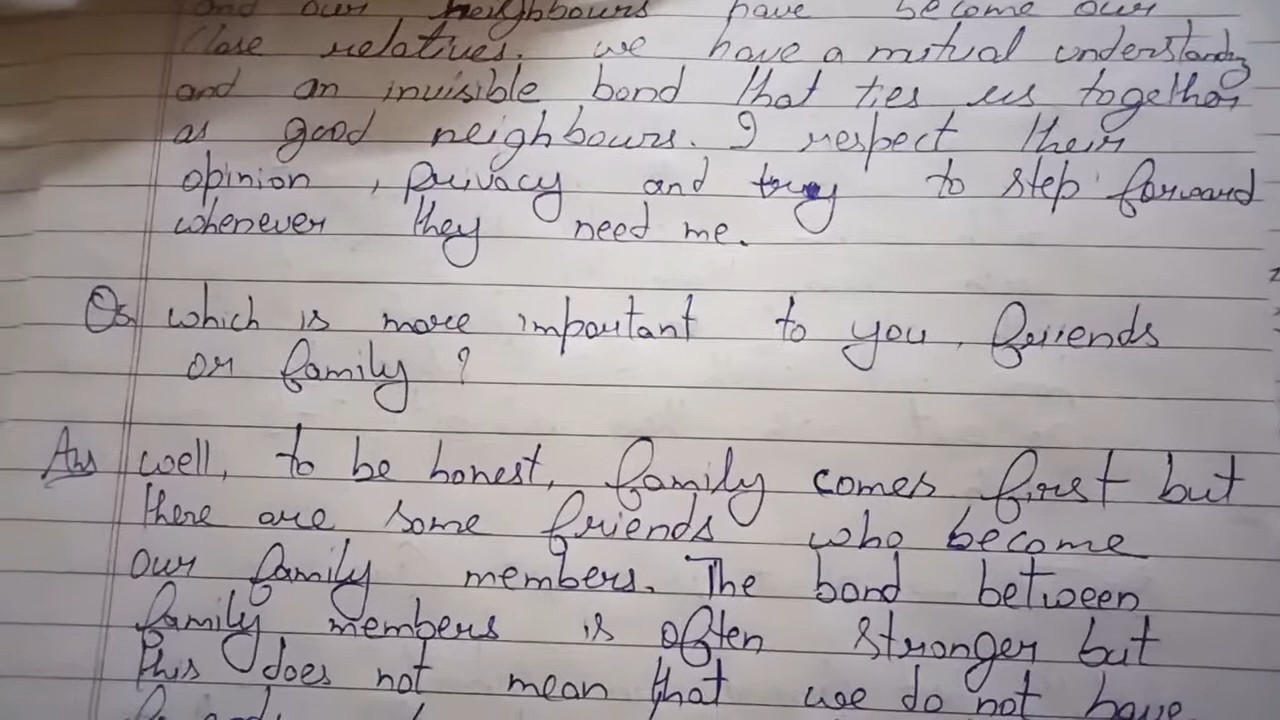 and our neighbours have become our
close relatives. we have a mutual understanding
and an invisible bond that ties us together
as good neighbours. I respect their
opinion, privacy and try to step forward
whenever they need me.
Q5. which is more important to you, friends
or family?
Ans well, to be honest, family comes first but
there are some friends who become
our family members. The bond between
family members is often stronger but
this does not mean that we do not have